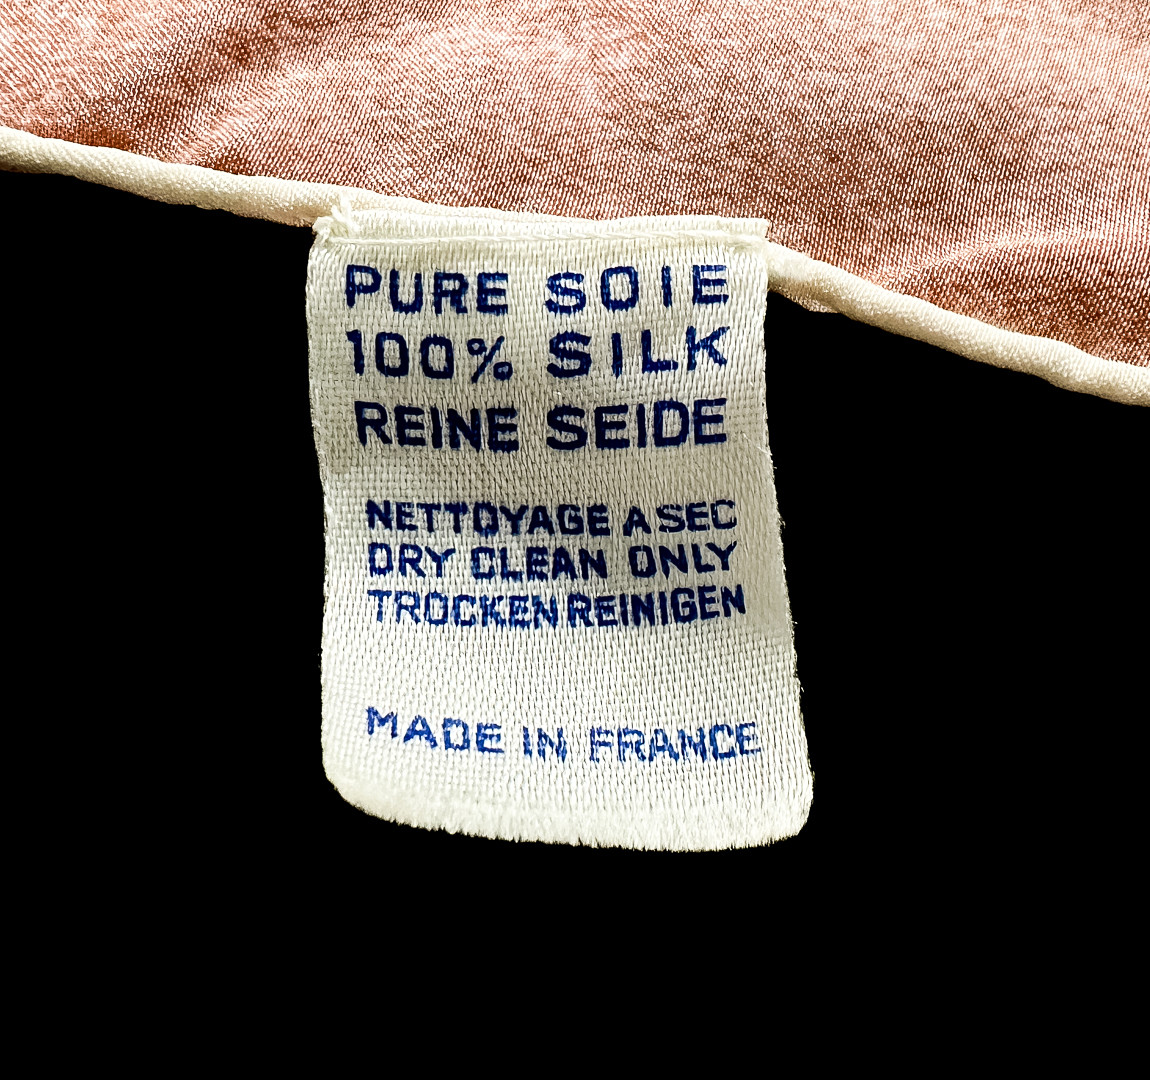 PURE SOIE
100% SILK
REINE SEIDE
NETTOYAGE A SEC
DRY CLEAN ONLY
TROCKEN REINIGEN
MADE IN FRANCE